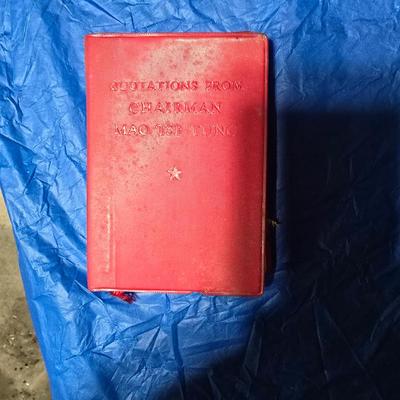 QUOTATIONS FROM
CHAIRMAN
MAO TSE-TUNG